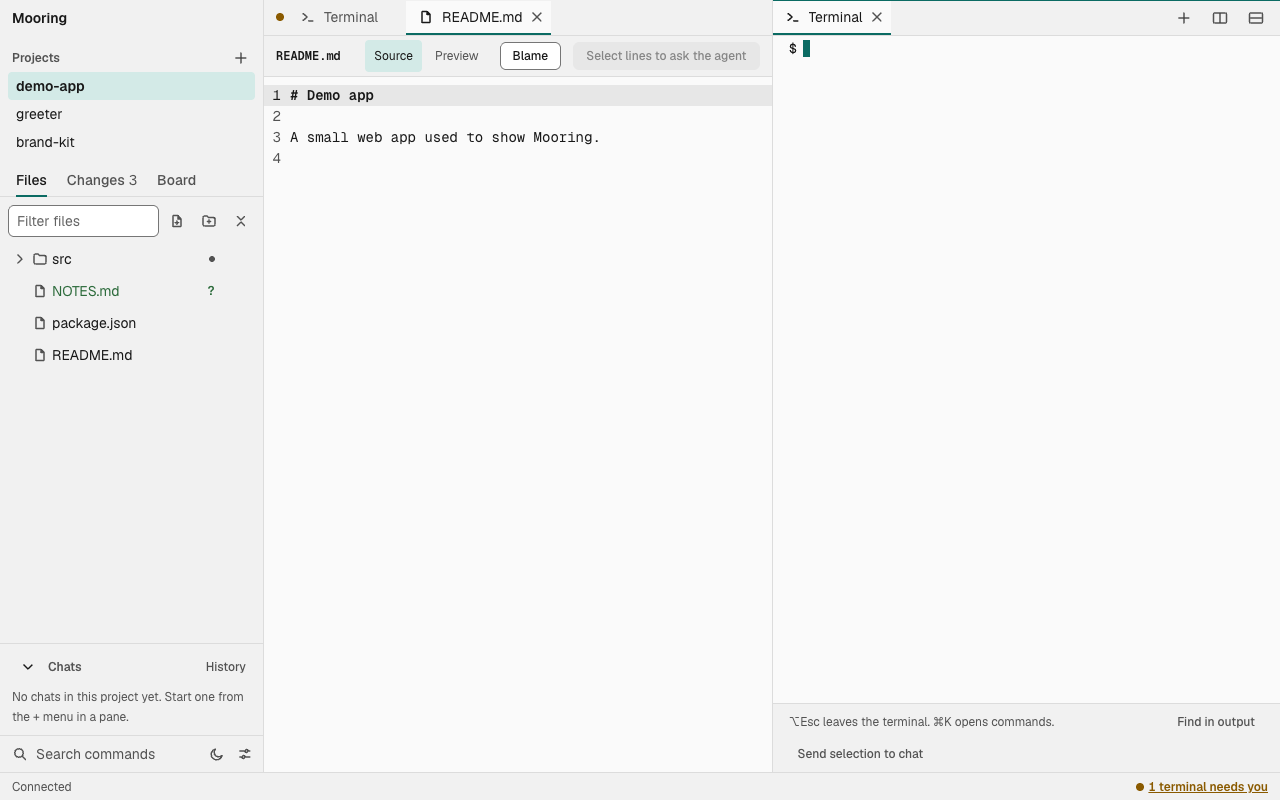 Mooring
Projects
demo-app
greeter
brand-kit
Files Changes 3 Board
Filter files
src
NOTES.md ?
package.json
README.md
Chats History
No chats in this project yet. Start one from
the + menu in a pane.
Search commands
Terminal README.md
README.md Source Preview Blame Select lines to ask the agent
1 # Demo app
2
3 A small web app used to show Mooring.
4
Terminal
$
⌥Esc leaves the terminal. ⌘K opens commands. Find in output
Send selection to chat
Connected 1 terminal needs you